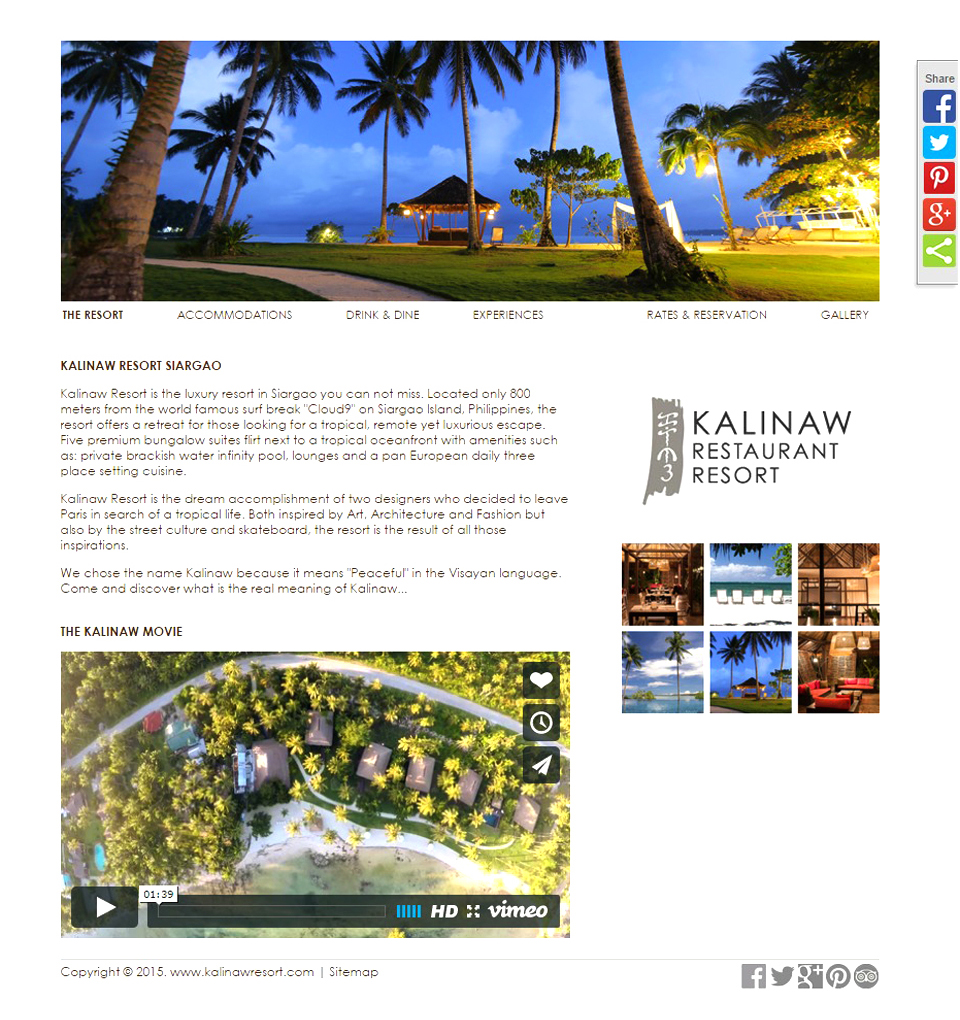 Share
THE RESORT
ACCOMMODATIONS
DRINK & DINE
EXPERIENCES
RATES & RESERVATION
GALLERY
KALINAW RESORT SIARGAO
Kalinaw Resort is the luxury resort in Siargao you can not miss. Located only 800
meters from the world famous surf break "Cloud9" on Siargao Island, Philippines, the
resort offers a retreat for those looking for a tropical, remote yet luxurious escape.
Five premium bungalow suites flirt next to a tropical oceanfront with amenities such
as: private brackish water infinity pool, lounges and a pan European daily three
place setting cuisine.
Kalinaw Resort is the dream accomplishment of two designers who decided to leave
Paris in search of a tropical life. Both inspired by Art, Architecture and Fashion but
also by the street culture and skateboard, the resort is the result of all those
inspirations.
We chose the name Kalinaw because it means "Peaceful" in the Visayan language.
Come and discover what is the real meaning of Kalinaw...
KALINAW
RESTAURANT
RESORT
THE KALINAW MOVIE
01:39
HD vimeo
Copyright © 2015. www.kalinawresort.com | Sitemap